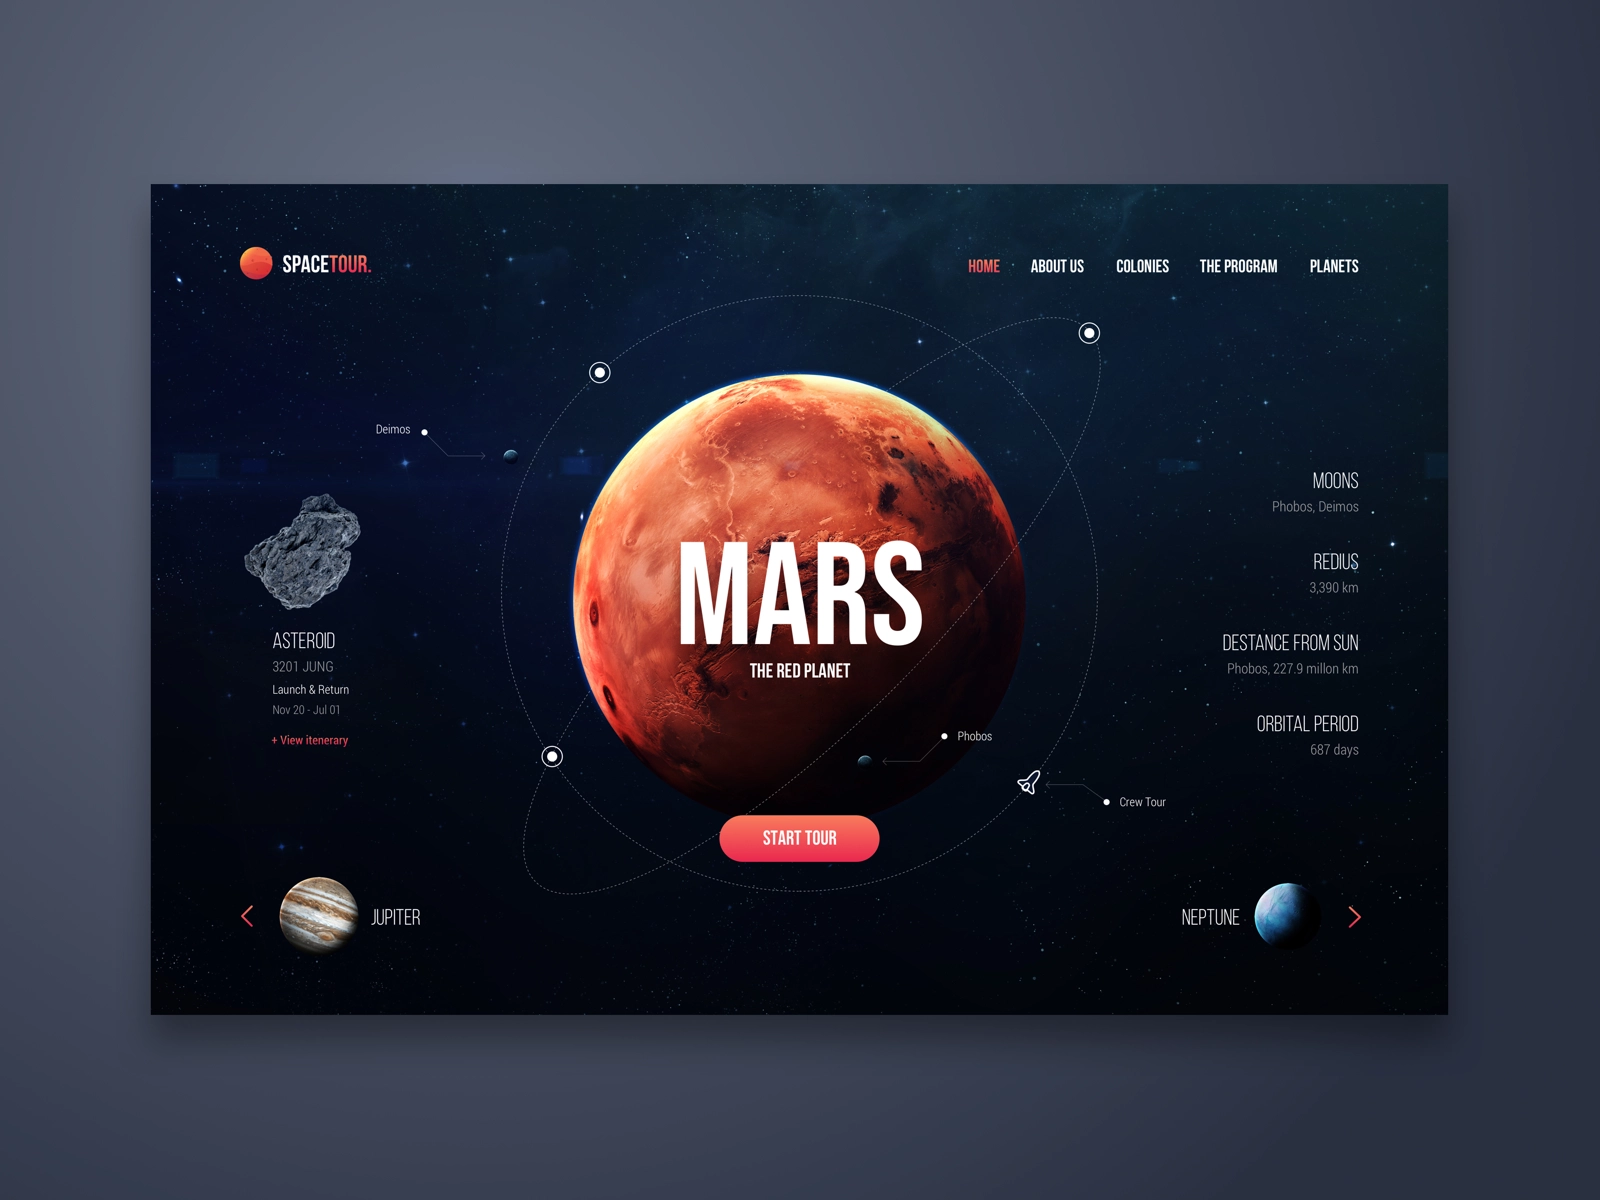 SPACETOUR.
HOME
ABOUT US
COLONIES
THE PROGRAM
PLANETS
Deimos
ASTEROID
3201 JUNG
Launch & Return
Nov 20 - Jul 01
+ View itenerary
MARS
THE RED PLANET
Phobos
Crew Tour
START TOUR
MOONS
Phobos, Deimos
REDIUS
3,390 km
DESTANCE FROM SUN
Phobos, 227.9 millon km
ORBITAL PERIOD
687 days
JUPITER
NEPTUNE